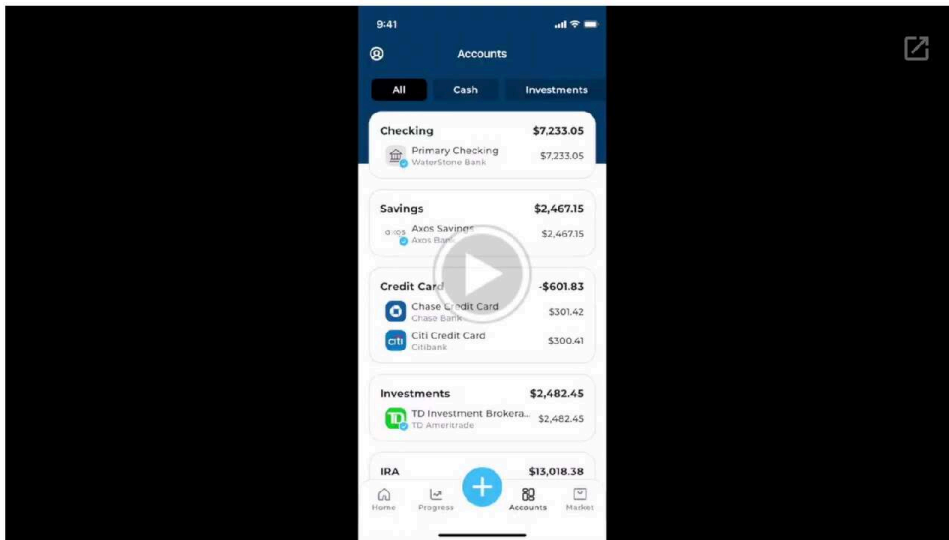 9:41
Accounts
All Cash Investments
Checking $7,233.05
Primary Checking $7,233.05
WaterStone Bank
Savings $2,467.15
axos Axos Savings $2,467.15
Axos Bank
Credit Card -$601.83
Chase Credit Card $301.42
Chase Bank
citi Citi Credit Card $300.41
Citibank
Investments $2,482.45
TD TD Investment Brokera... $2,482.45
TD Ameritrade
IRA $13,018.38
Home Progress Accounts Market